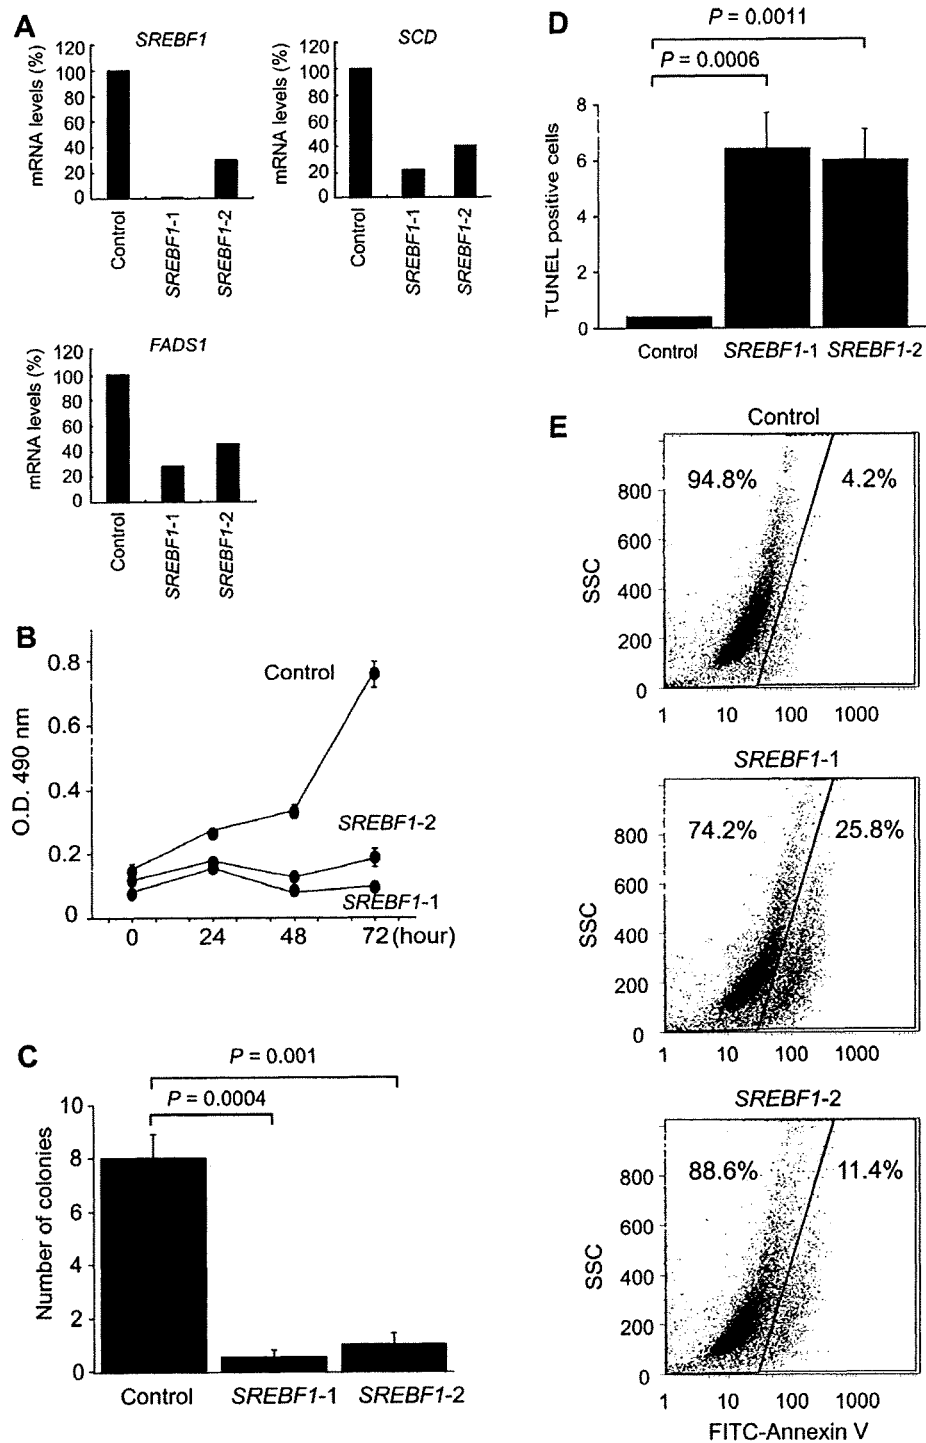 A
SREBF1
mRNA levels (%)
120
100
80
60
40
20
0
Control
SREBF1-1
SREBF1-2
SCD
mRNA levels (%)
120
100
80
60
40
20
0
Control
SREBF1-1
SREBF1-2
FADS1
mRNA levels (%)
120
100
80
60
40
20
0
Control
SREBF1-1
SREBF1-2
B
O.D. 490 nm
0.8
0.6
0.4
0.2
0
Control
SREBF1-2
SREBF1-1
0 24 48 72 (hour)
C
P = 0.001
P = 0.0004
Number of colonies
10
8
6
4
2
0
Control SREBF1-1 SREBF1-2
D
P = 0.0011
P = 0.0006
TUNEL positive cells
8
6
4
2
0
Control SREBF1-1 SREBF1-2
E
Control
94.8% 4.2%
SSC
800
600
400
200
0
1 10 100 1000
SREBF1-1
74.2% 25.8%
SSC
800
600
400
200
0
1 10 100 1000
SREBF1-2
88.6% 11.4%
SSC
800
600
400
200
0
1 10 100 1000
FITC-Annexin V